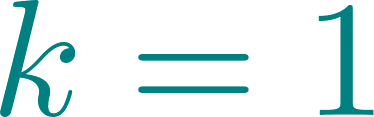 k = 1